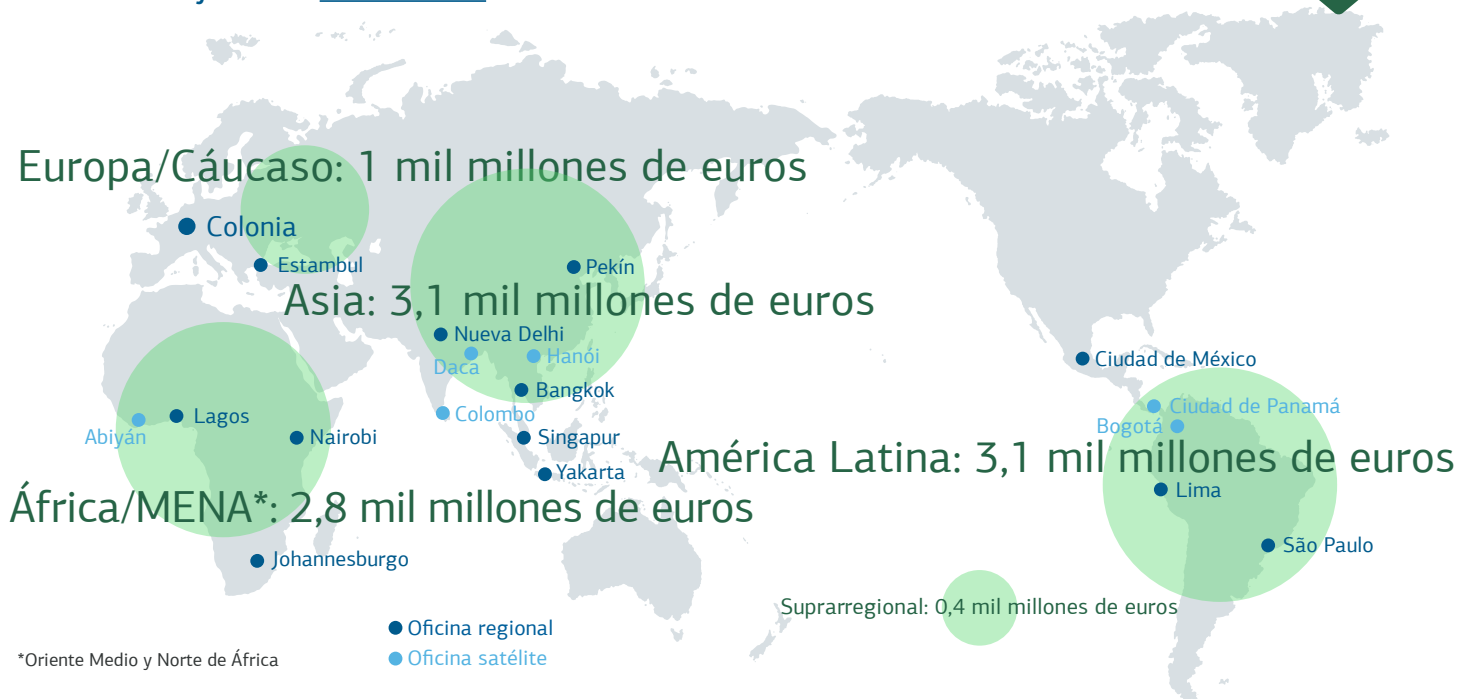 Europa/Cáucaso: 1 mil millones de euros
Colonia
Estambul
Pekín
Asia: 3,1 mil millones de euros
Nueva Delhi
Daca
Hanói
Bangkok
Colombo
Singapur
Yakarta
Lagos
Abiyán
Nairobi
África/MENA*: 2,8 mil millones de euros
Johannesburgo
Ciudad de México
Ciudad de Panamá
Bogotá
América Latina: 3,1 mil millones de euros
Lima
São Paulo
Suprarregional: 0,4 mil millones de euros
Oficina regional
Oficina satélite
*Oriente Medio y Norte de África